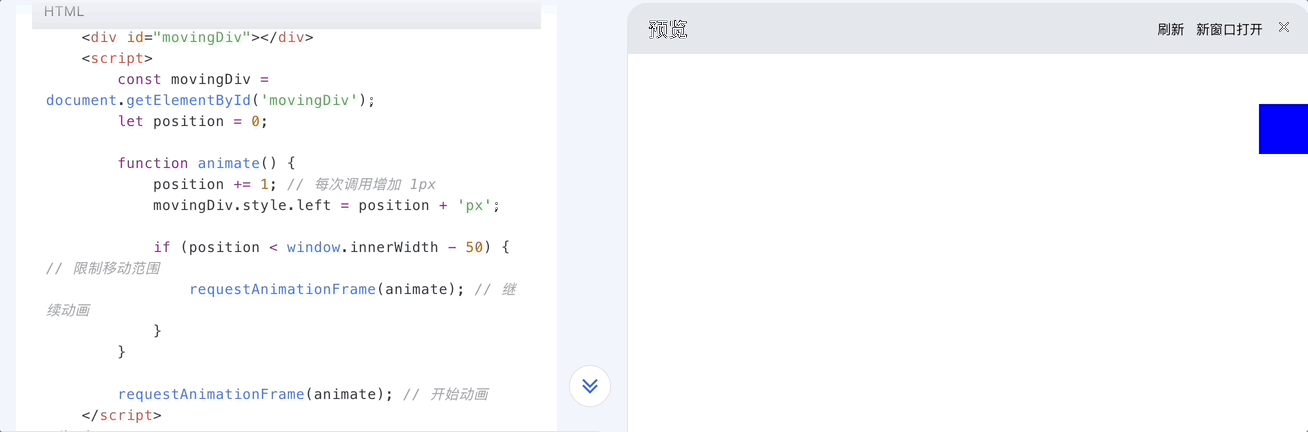 HTML
<div id="movingDiv"></div>
<script>
const movingDiv =
document.getElementById('movingDiv');
let position = 0;
function animate() {
position += 1; // 每次调用增加 1px
movingDiv.style.left = position + 'px';
if (position < window.innerWidth - 50) {
// 限制移动范围
requestAnimationFrame(animate); // 继
续动画
}
}
requestAnimationFrame(animate); // 开始动画
</script>
预览
刷新 新窗口打开